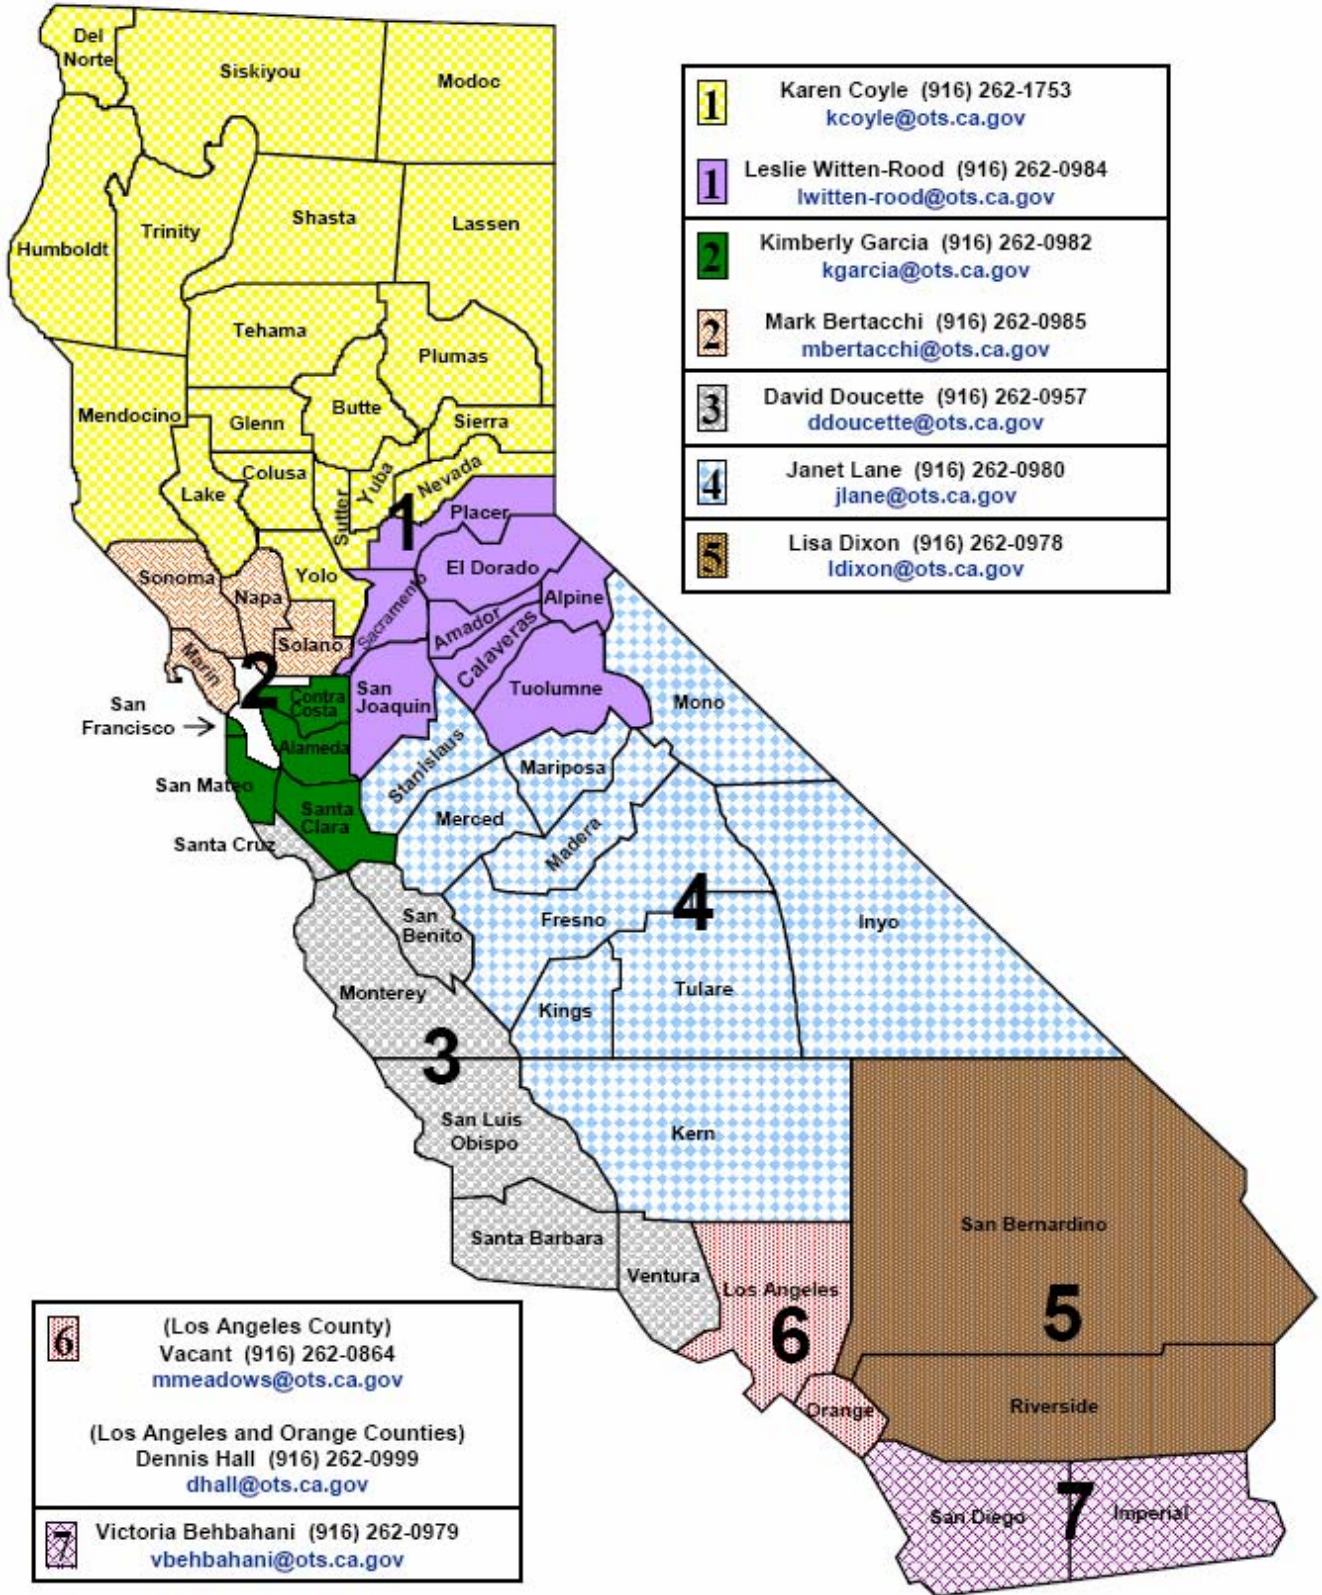 Del
Norte
Siskiyou
Modoc
Humboldt
Trinity
Shasta
Lassen
Tehama
Plumas
Mendocino
Glenn
Butte
Sierra
Colusa
Lake
Sutter
Yuba
Nevada
1
Placer
Yolo
El Dorado
Sonoma
Napa
Sacramento
Amador
Alpine
Solano
Calaveras
Marin
2
Tuolumne
San
Joaquin
Contra
Costa
San
Francisco
Mono
Alameda
Stanislaus
Mariposa
San Mateo
Santa
Clara
Merced
Madera
Santa Cruz
4
San
Benito
Fresno
Inyo
Monterey
Kings
Tulare
3
San Luis
Obispo
Kern
Santa Barbara
Ventura
San Bernardino
Los Angeles
6
5
Orange
Riverside
San Diego
7
Imperial
1
Karen Coyle (916) 262-1753
kcoyle@ots.ca.gov
1
Leslie Witten-Rood (916) 262-0984
lwitten-rood@ots.ca.gov
2
Kimberly Garcia (916) 262-0982
kgarcia@ots.ca.gov
2
Mark Bertacchi (916) 262-0985
mbertacchi@ots.ca.gov
3
David Doucette (916) 262-0957
ddoucette@ots.ca.gov
4
Janet Lane (916) 262-0980
jlane@ots.ca.gov
5
Lisa Dixon (916) 262-0978
ldixon@ots.ca.gov
6
(Los Angeles County)
Vacant (916) 262-0864
mmeadows@ots.ca.gov
(Los Angeles and Orange Counties)
Dennis Hall (916) 262-0999
dhall@ots.ca.gov
7
Victoria Behbahani (916) 262-0979
vbehbahani@ots.ca.gov